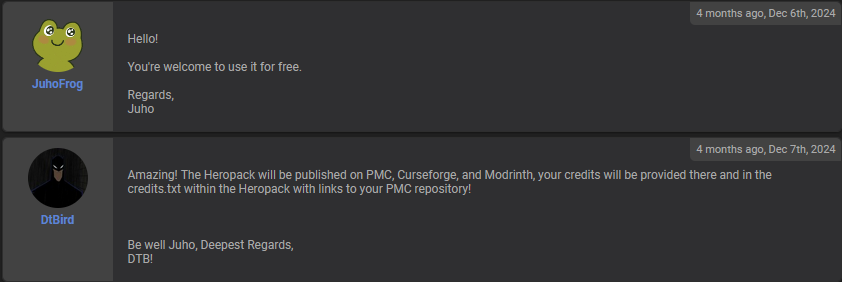 4 months ago, Dec 6th, 2024
JuhoFrog
Hello!
You're welcome to use it for free.
Regards,
Juho
4 months ago, Dec 7th, 2024
DtBird
Amazing! The Heropack will be published on PMC, Curseforge, and Modrinth, your credits will be provided there and in the
credits.txt within the Heropack with links to your PMC repository!
Be well Juho, Deepest Regards,
DTB!